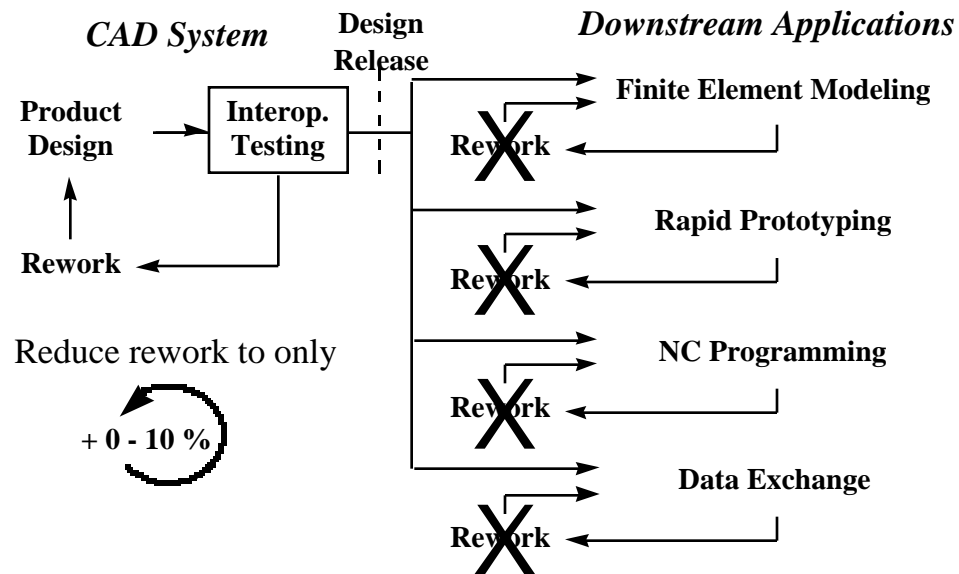 CAD System
Design
Release
Downstream Applications
Product
Design
Interop.
Testing
Rework
Finite Element Modeling
Rework
Rapid Prototyping
Rework
NC Programming
Rework
Data Exchange
Rework
Reduce rework to only
+ 0 - 10 %